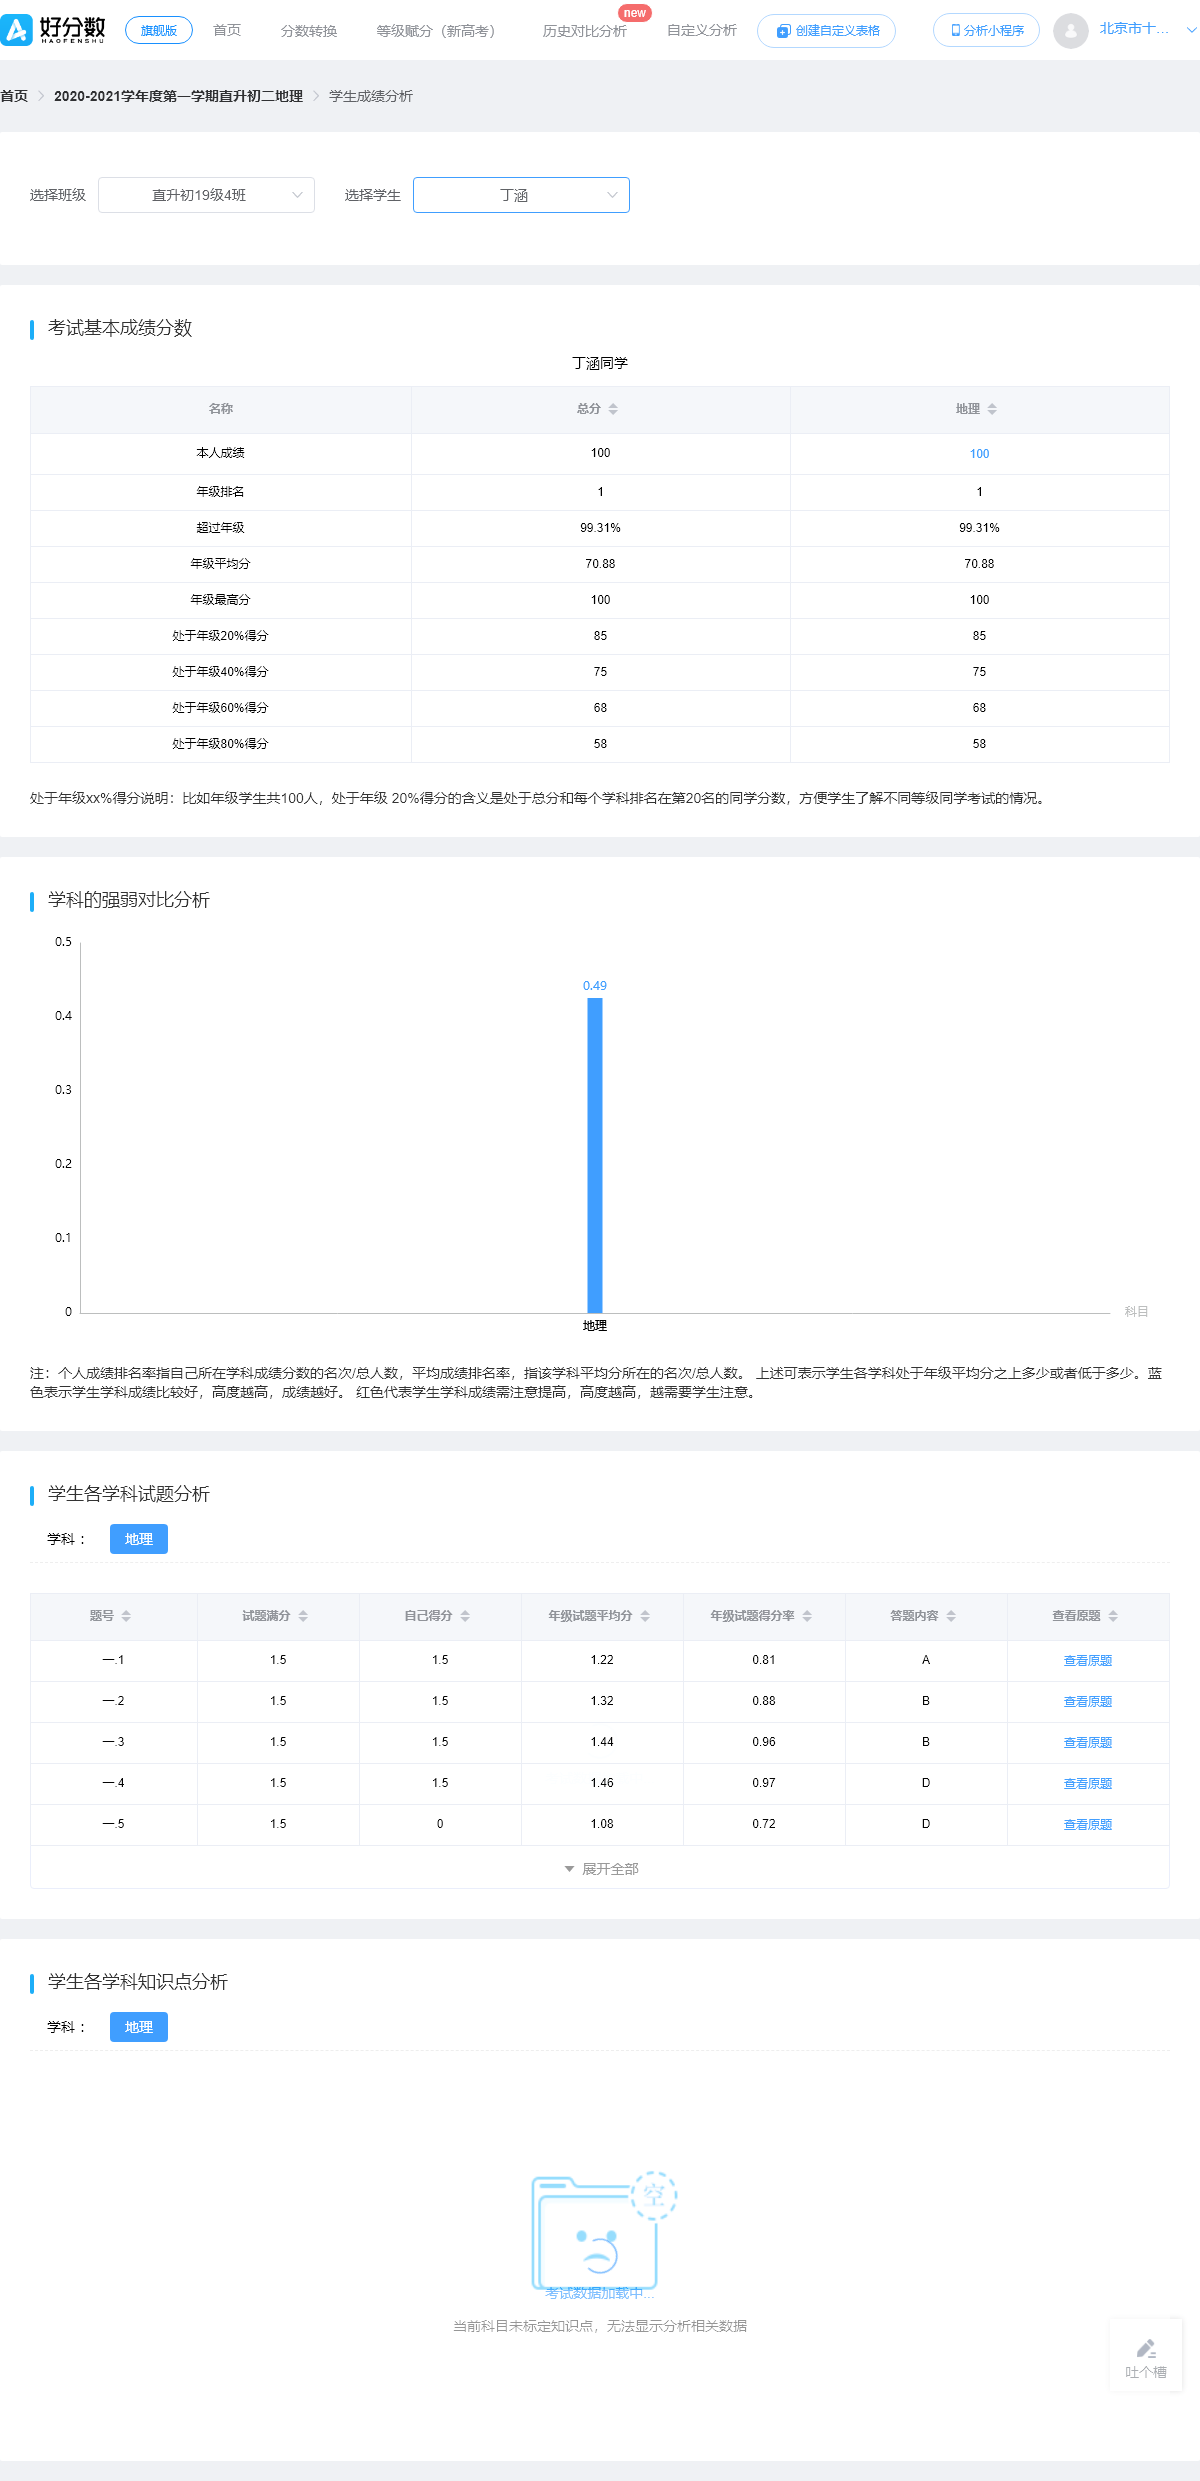 好分数 HAOFENSHU 旗舰版 首页 分数转换 等级赋分（新高考） 历史对比分析 new 自定义分析 创建自定义表格 分析小程序 北京市十...
首页 > 2020-2021学年度第一学期直升初二地理 > 学生成绩分析
选择班级 直升初19级4班 选择学生 丁涵
考试基本成绩分数
丁涵同学
名称 总分 地理
本人成绩 100 100
年级排名 1 1
超过年级 99.31% 99.31%
年级平均分 70.88 70.88
年级最高分 100 100
处于年级20%得分 85 85
处于年级40%得分 75 75
处于年级60%得分 68 68
处于年级80%得分 58 58
处于年级xx%得分说明：比如年级学生共100人，处于年级 20%得分的含义是处于总分和每个学科排名在第20名的同学分数，方便学生了解不同等级同学考试的情况。
学科的强弱对比分析
0.5
0.49
0.4
0.3
0.2
0.1
0 科目
地理
注：个人成绩排名率指自己所在学科成绩分数的名次/总人数，平均成绩排名率，指该学科平均分所在的名次/总人数。 上述可表示学生各学科处于年级平均分之上多少或者低于多少。蓝
色表示学生学科成绩比较好，高度越高，成绩越好。 红色代表学生学科成绩需注意提高，高度越高，越需要学生注意。
学生各学科试题分析
学科： 地理
题号 试题满分 自己得分 年级试题平均分 年级试题得分率 答题内容 查看原题
一.1 1.5 1.5 1.22 0.81 A 查看原题
一.2 1.5 1.5 1.32 0.88 B 查看原题
一.3 1.5 1.5 1.44 0.96 B 查看原题
一.4 1.5 1.5 1.46 0.97 D 查看原题
一.5 1.5 0 1.08 0.72 D 查看原题
展开全部
学生各学科知识点分析
学科： 地理
空
考试数据加载中...
当前科目未标定知识点，无法显示分析相关数据
吐个槽